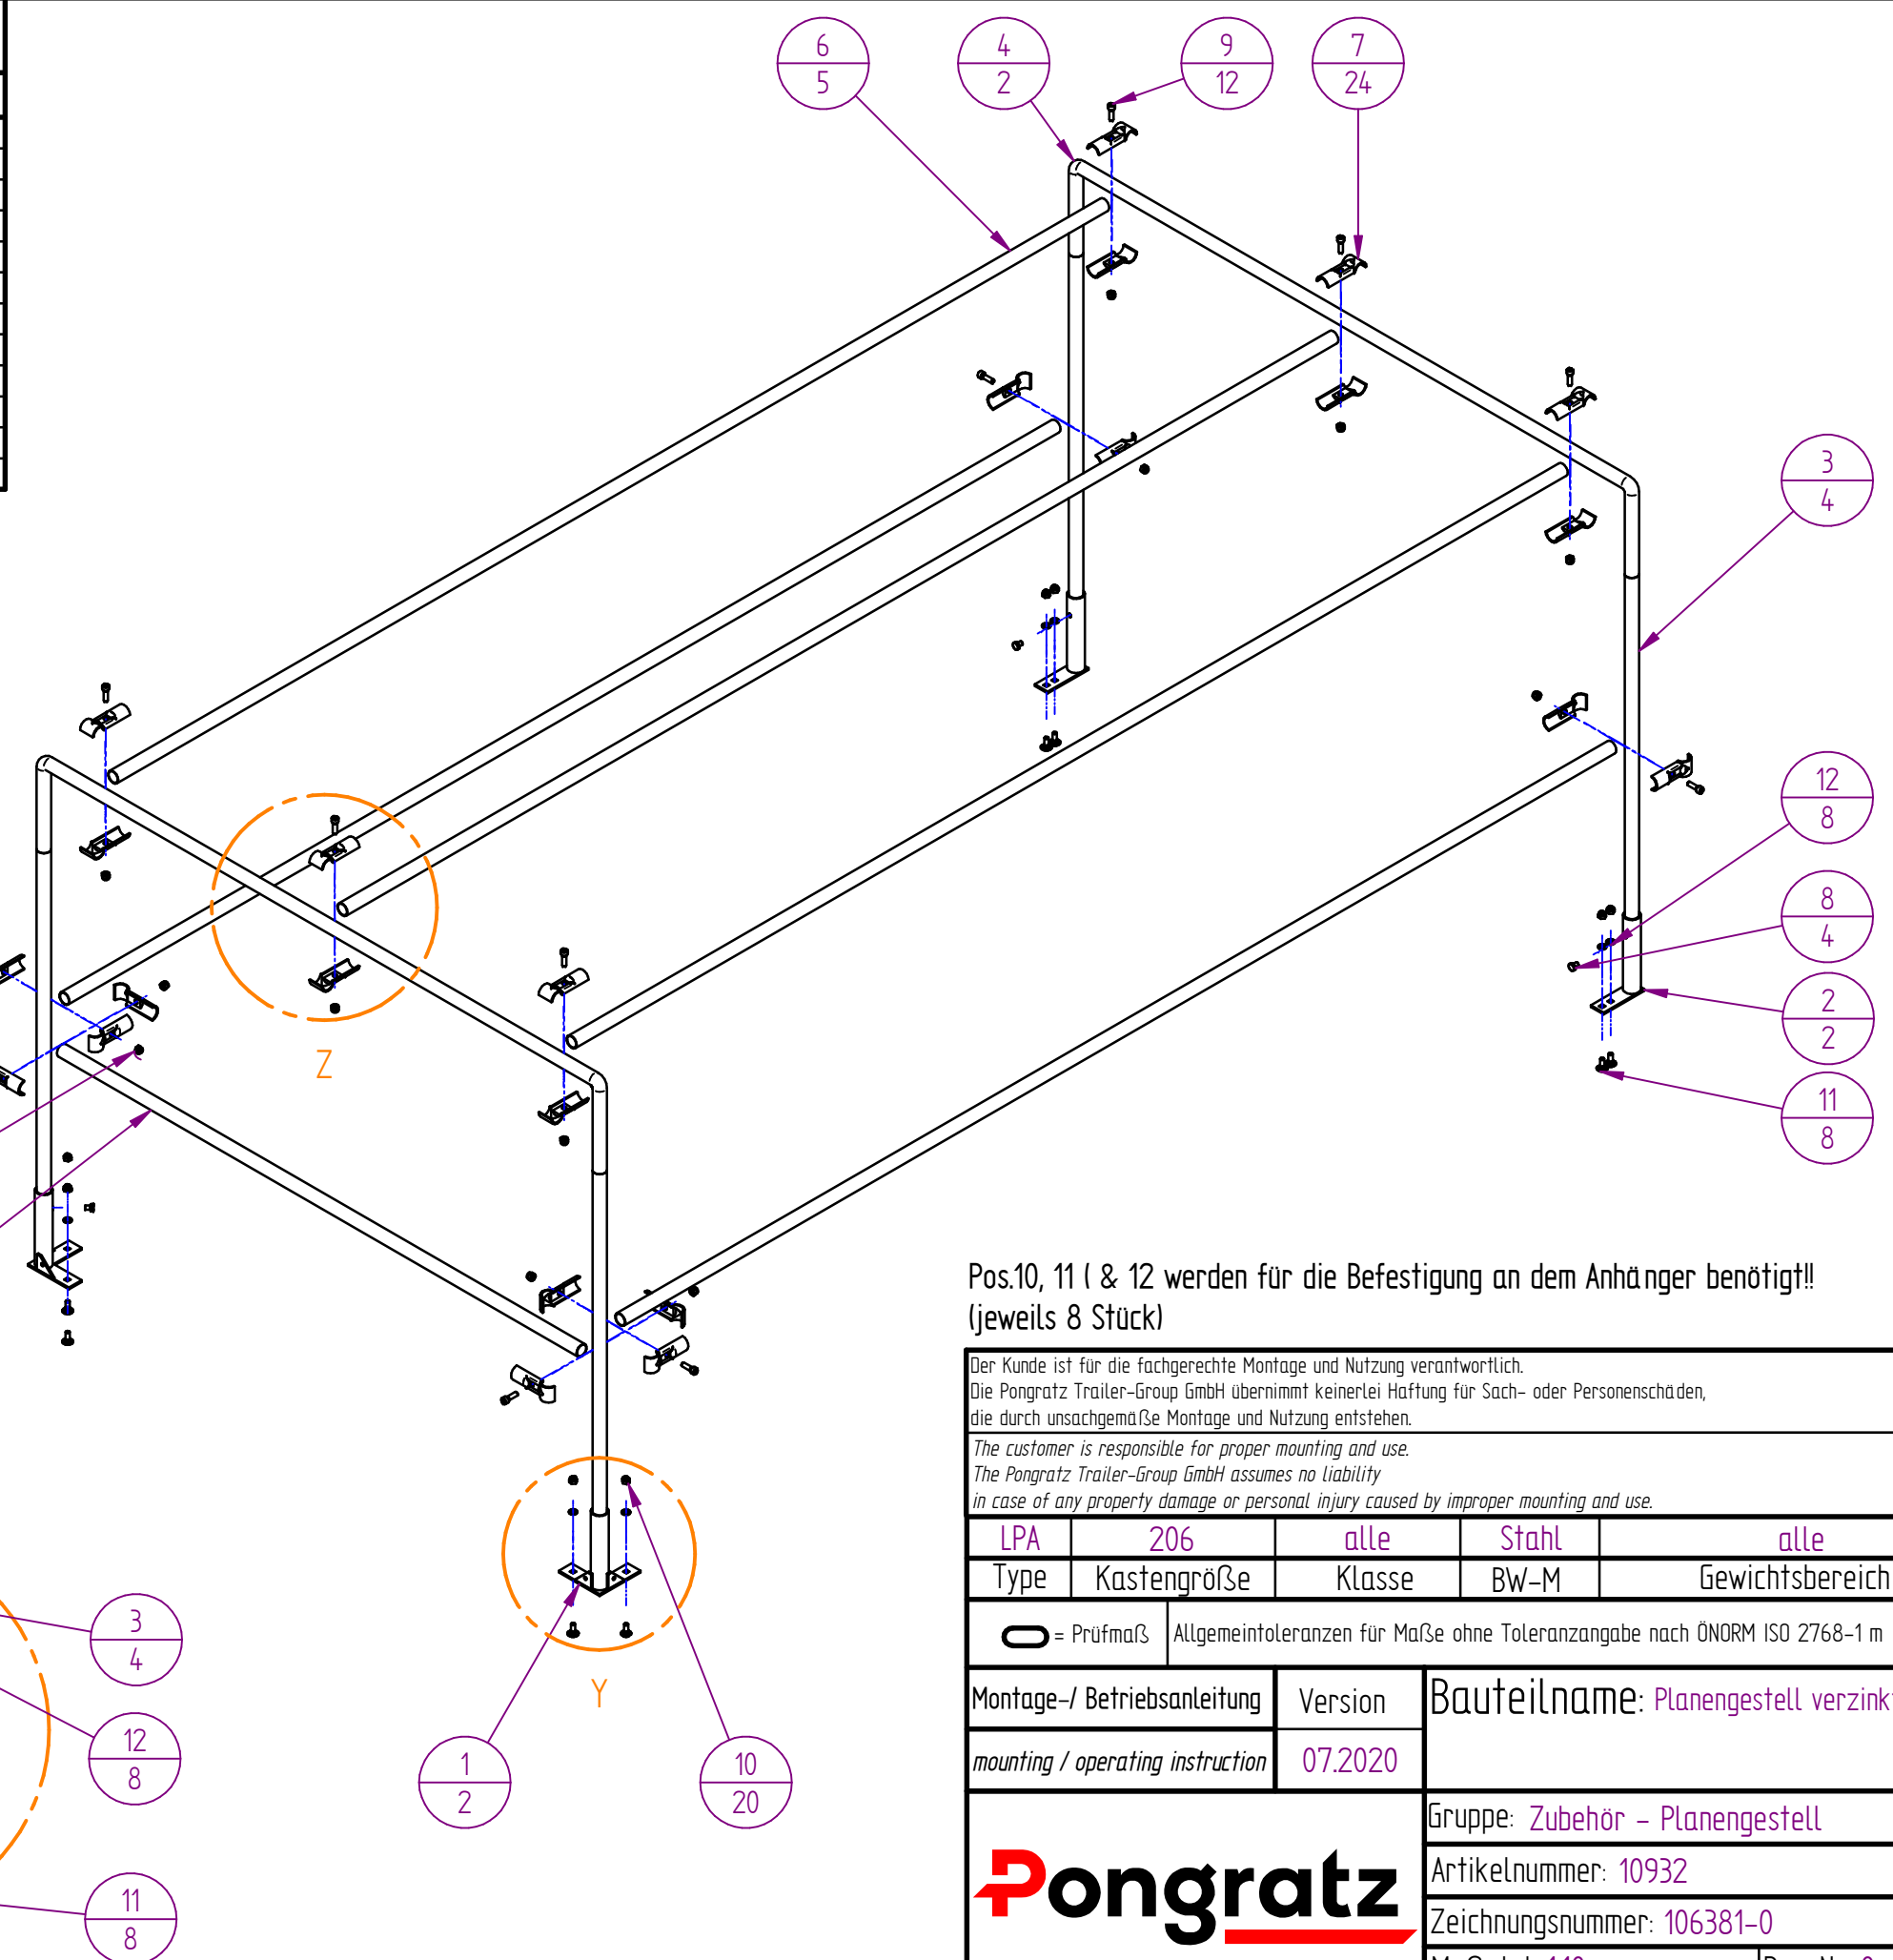 6
5
4
2
9
12
7
24
3
4
12
8
8
4
2
2
11
8
Z
Y
3
4
12
8
11
8
1
2
10
20
Pos.10, 11 ( & 12 werden für die Befestigung an dem Anhänger benötigt!!
(jeweils 8 Stück)
Der Kunde ist für die fachgerechte Montage und Nutzung verantwortlich.
Die Pongratz Trailer-Group GmbH übernimmt keinerlei Haftung für Sach- oder Personenschäden,
die durch unsachgemäße Montage und Nutzung entstehen.
The customer is responsible for proper mounting and use.
The Pongratz Trailer-Group GmbH assumes no liability
in case of any property damage or personal injury caused by improper mounting and use.
LPA 206 alle Stahl alle
Type Kastengröße Klasse BW-M Gewichtsbereich
= Prüfmaß Allgemeintoleranzen für Maße ohne Toleranzangabe nach ÖNORM ISO 2768-1 m
Montage-/ Betriebsanleitung Version Bauteilname: Planengestell verzink
mounting / operating instruction 07.2020
Pongratz
Gruppe: Zubehör - Planengestell
Artikelnummer: 10932
Zeichnungsnummer: 106381-0